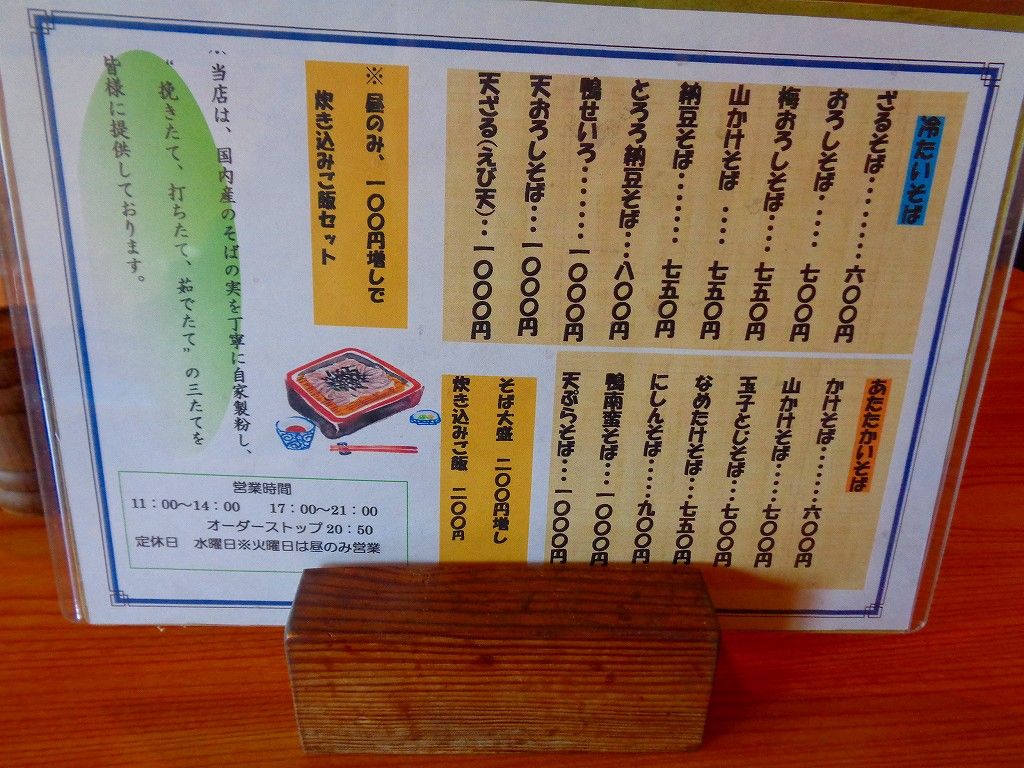 冷たいそば
ざるそば・・・・・・・・六〇〇円
おろしそば・・・・・七〇〇円
梅おろしそば・・・・七五〇円
山かけそば・・・・七五〇円
納豆そば・・・・・・・七五〇円
とろろ納豆そば・・・八〇〇円
鴨せいろ・・・・・・・・一〇〇〇円
天おろしそば・・・一〇〇〇円
天ざる(えび天)・・一〇〇〇円
あたたかいそば
かけそば・・・・・・・六〇〇円
山かけそば・・・・・七〇〇円
玉子とじそば・・・七〇〇円
なめたけそば・・・七五〇円
にしんそば・・・・・九〇〇円
鴨南蛮そば・・・一〇〇〇円
天ぷらそば・・・一〇〇〇円
※昼のみ、一〇〇円増しで
炊き込みご飯セット
そば大盛 二〇〇円増し
炊き込みご飯 二〇〇円
※当店は、国内産のそばの実を丁寧に自家製粉し、
“挽きたて、打ちたて、茹でたて”の三たてを
皆様に提供しております。
営業時間
11:00〜14:00 17:00〜21:00
オーダーストップ20:50
定休日 水曜日※火曜日は昼のみ営業